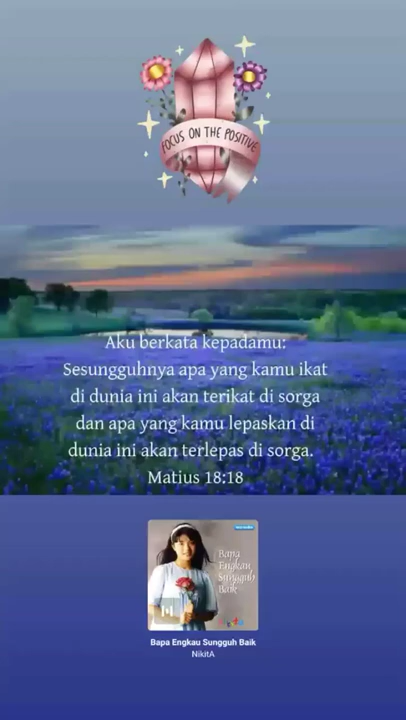 FOCUS ON THE POSITIVE
Aku berkata kepadamu:
Sesungguhnya apa yang kamu ikat
di dunia ini akan terikat di sorga
dan apa yang kamu lepaskan di
dunia ini akan terlepas di sorga.
Matius 18:18
Bapa
Engkau
Sungguh
Baik
Bapa Engkau Sungguh Baik
NikitA